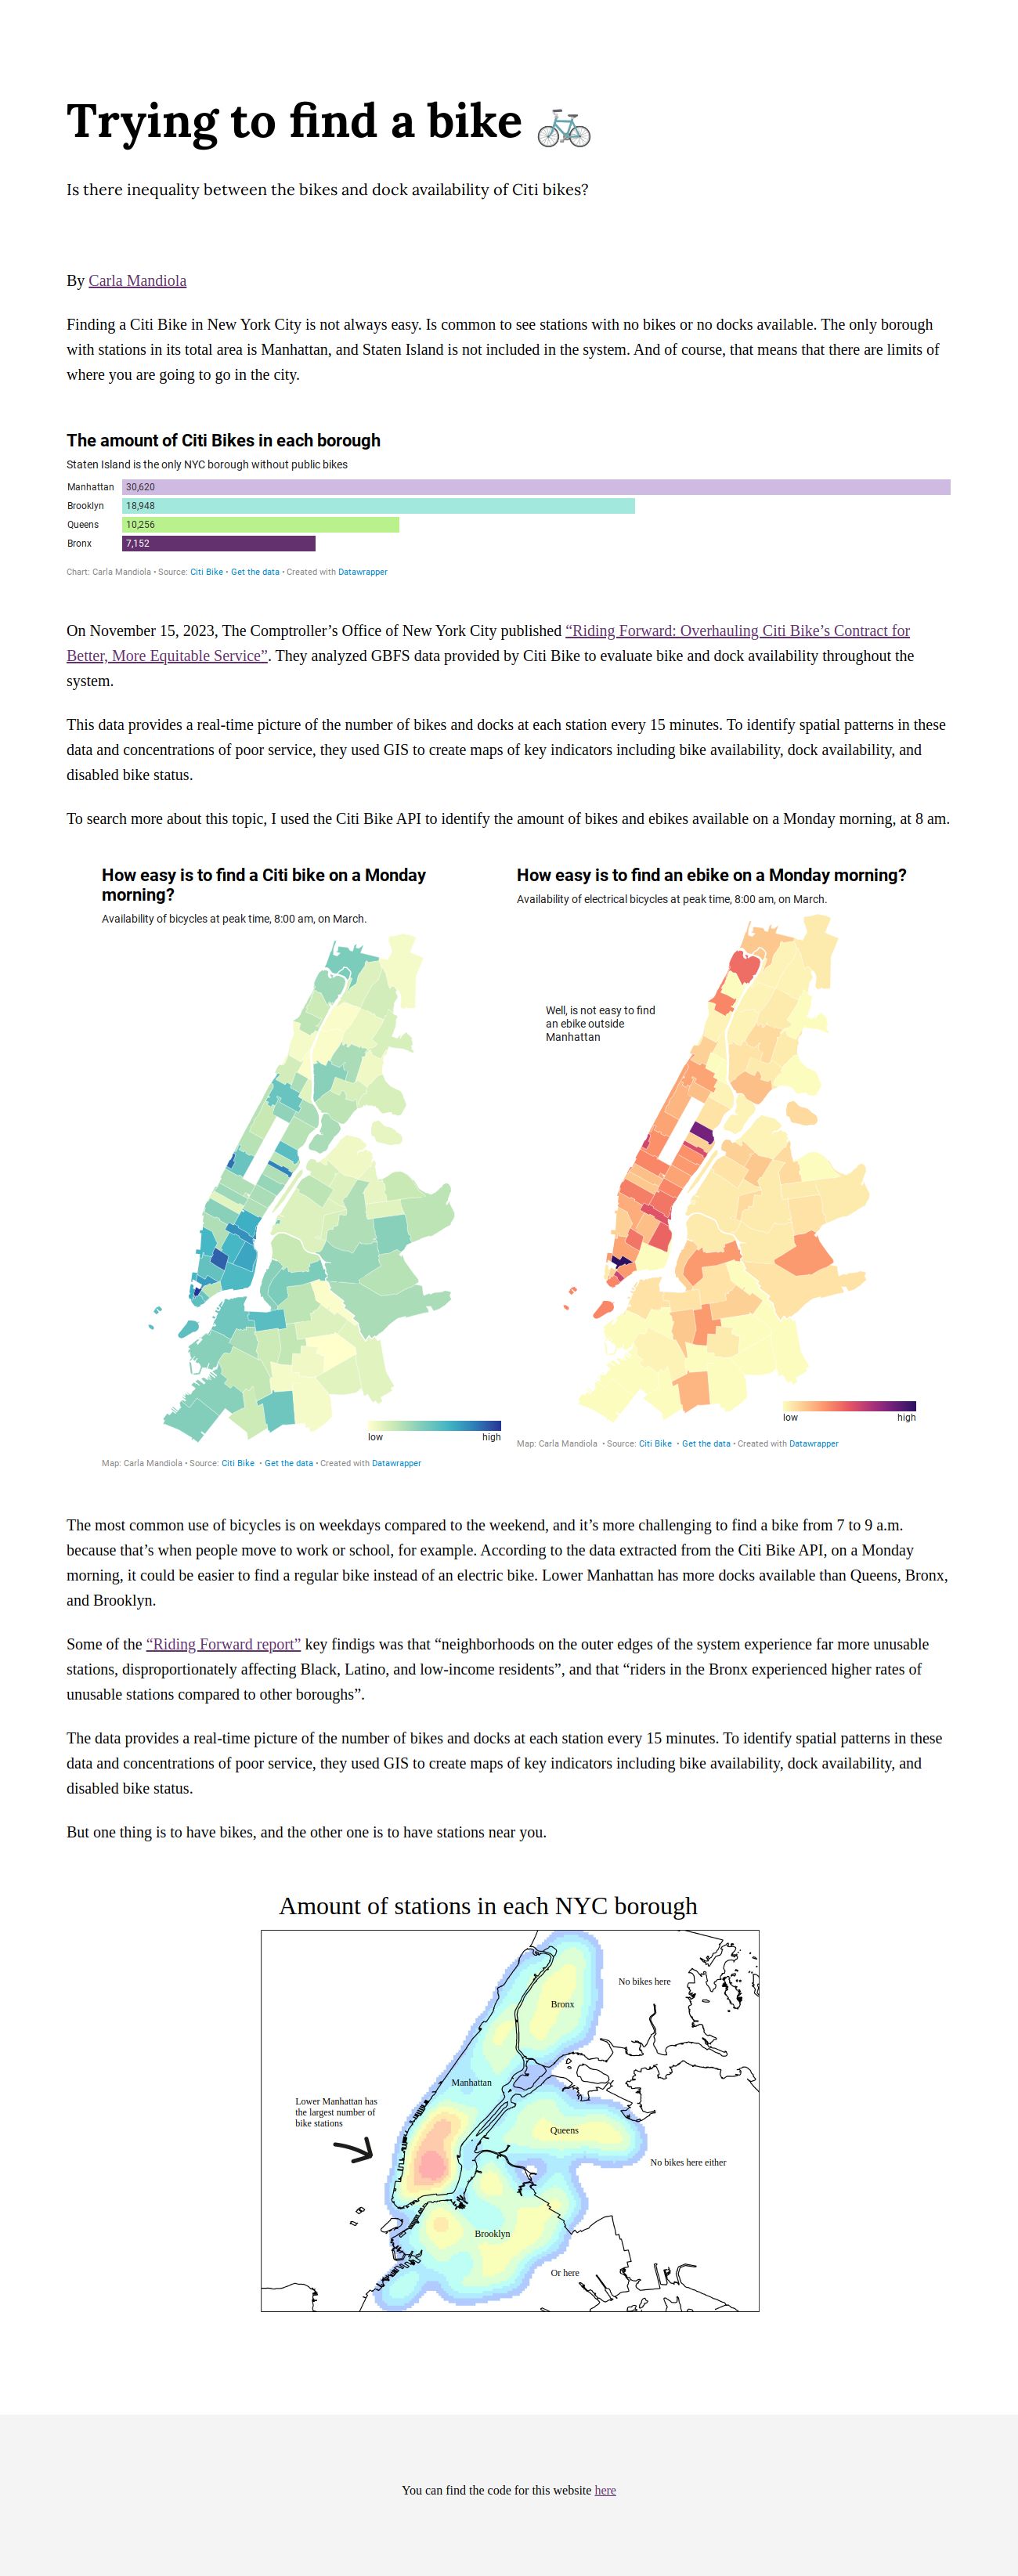 Trying to find a bike 🚲
Is there inequality between the bikes and dock availability of Citi bikes?
By Carla Mandiola
Finding a Citi Bike in New York City is not always easy. Is common to see stations with no bikes or no docks available. The only borough
with stations in its total area is Manhattan, and Staten Island is not included in the system. And of course, that means that there are limits of
where you are going to go in the city.
The amount of Citi Bikes in each borough
Staten Island is the only NYC borough without public bikes
Manhattan 30,620
Brooklyn 18,948
Queens 10,256
Bronx 7,152
Chart: Carla Mandiola • Source: Citi Bike • Get the data • Created with Datawrapper
On November 15, 2023, The Comptroller’s Office of New York City published “Riding Forward: Overhauling Citi Bike’s Contract for
Better, More Equitable Service”. They analyzed GBFS data provided by Citi Bike to evaluate bike and dock availability throughout the
system.
This data provides a real-time picture of the number of bikes and docks at each station every 15 minutes. To identify spatial patterns in these
data and concentrations of poor service, they used GIS to create maps of key indicators including bike availability, dock availability, and
disabled bike status.
To search more about this topic, I used the Citi Bike API to identify the amount of bikes and ebikes available on a Monday morning, at 8 am.
How easy is to find a Citi bike on a Monday
morning?
Availability of bicycles at peak time, 8:00 am, on March.
low high
Map: Carla Mandiola • Source: Citi Bike • Get the data • Created with Datawrapper
How easy is to find an ebike on a Monday morning?
Availability of electrical bicycles at peak time, 8:00 am, on March.
Well, is not easy to find
an ebike outside
Manhattan
low high
Map: Carla Mandiola • Source: Citi Bike • Get the data • Created with Datawrapper
The most common use of bicycles is on weekdays compared to the weekend, and it’s more challenging to find a bike from 7 to 9 a.m.
because that’s when people move to work or school, for example. According to the data extracted from the Citi Bike API, on a Monday
morning, it could be easier to find a regular bike instead of an electric bike. Lower Manhattan has more docks available than Queens, Bronx,
and Brooklyn.
Some of the “Riding Forward report” key findigs was that “neighborhoods on the outer edges of the system experience far more unusable
stations, disproportionately affecting Black, Latino, and low-income residents”, and that “riders in the Bronx experienced higher rates of
unusable stations compared to other boroughs”.
The data provides a real-time picture of the number of bikes and docks at each station every 15 minutes. To identify spatial patterns in these
data and concentrations of poor service, they used GIS to create maps of key indicators including bike availability, dock availability, and
disabled bike status.
But one thing is to have bikes, and the other one is to have stations near you.
Amount of stations in each NYC borough
No bikes here
Bronx
Manhattan
Lower Manhattan has
the largest number of
bike stations
Queens
No bikes here either
Brooklyn
Or here
You can find the code for this website here